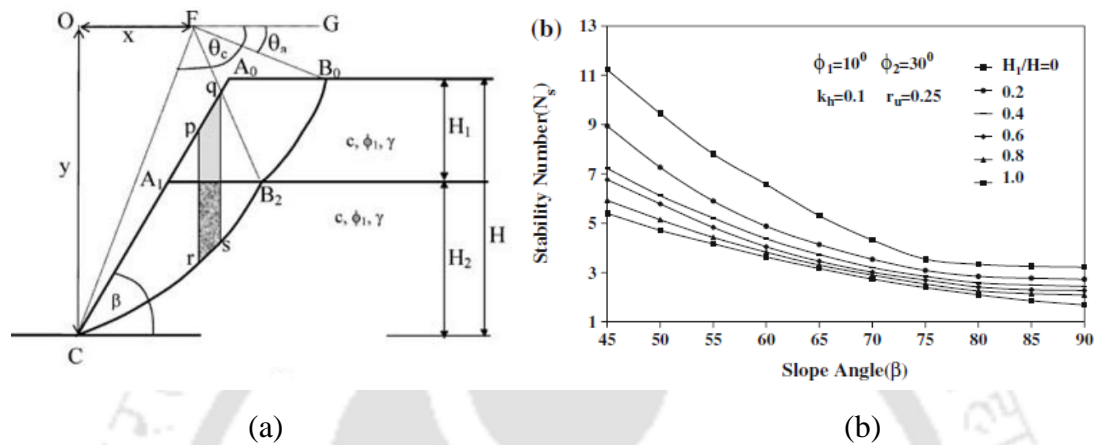 O F G
x
θc θa
A0 B0
q
p
H1
c, ϕ1, γ
y
A1 B2
H
c, ϕ1, γ
s
r
H2
β
C
(b)
13
11
9
7
5
3
1
Stability Number(Ns)
ϕ1=10⁰ ϕ2=30⁰
kh=0.1 ru=0.25
H1/H=0
0.2
0.4
0.6
0.8
1.0
45 50 55 60 65 70 75 80 85 90
Slope Angle(β)
(a) (b)